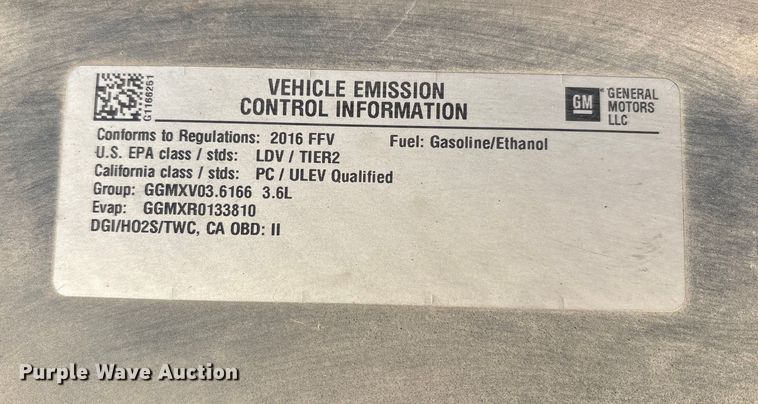 G1166251
VEHICLE EMISSION
CONTROL INFORMATION
GM
GENERAL
MOTORS
LLC
Conforms to Regulations: 2016 FFV Fuel: Gasoline/Ethanol
U.S. EPA class / stds: LDV / TIER2
California class / stds: PC / ULEV Qualified
Group: GGMXV03.6166 3.6L
Evap: GGMXR0133810
DGI/HO2S/TWC, CA OBD: II
Purple Wave Auction